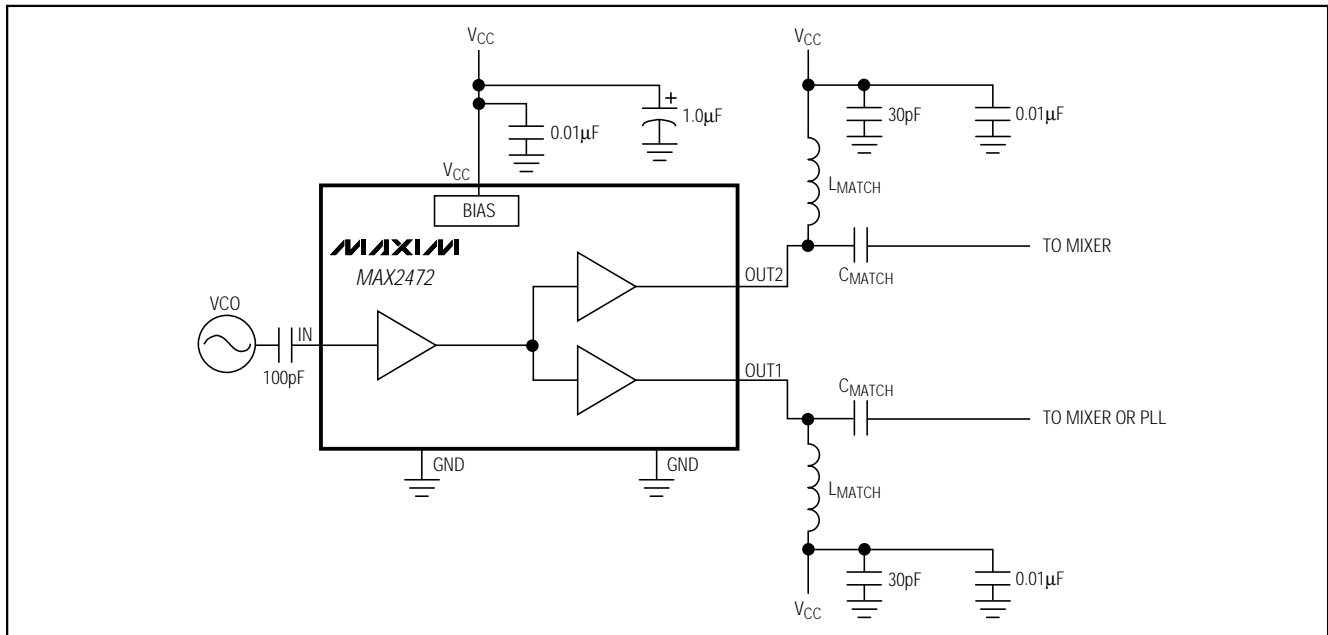 VCC
VCC
+
1.0µF
0.01µF
30pF
0.01µF
VCC
BIAS
LMATCH
MAXIM
MAX2472
OUT2
TO MIXER
CMATCH
VCO
IN
100pF
OUT1
CMATCH
TO MIXER OR PLL
GND
GND
LMATCH
30pF
0.01µF
VCC